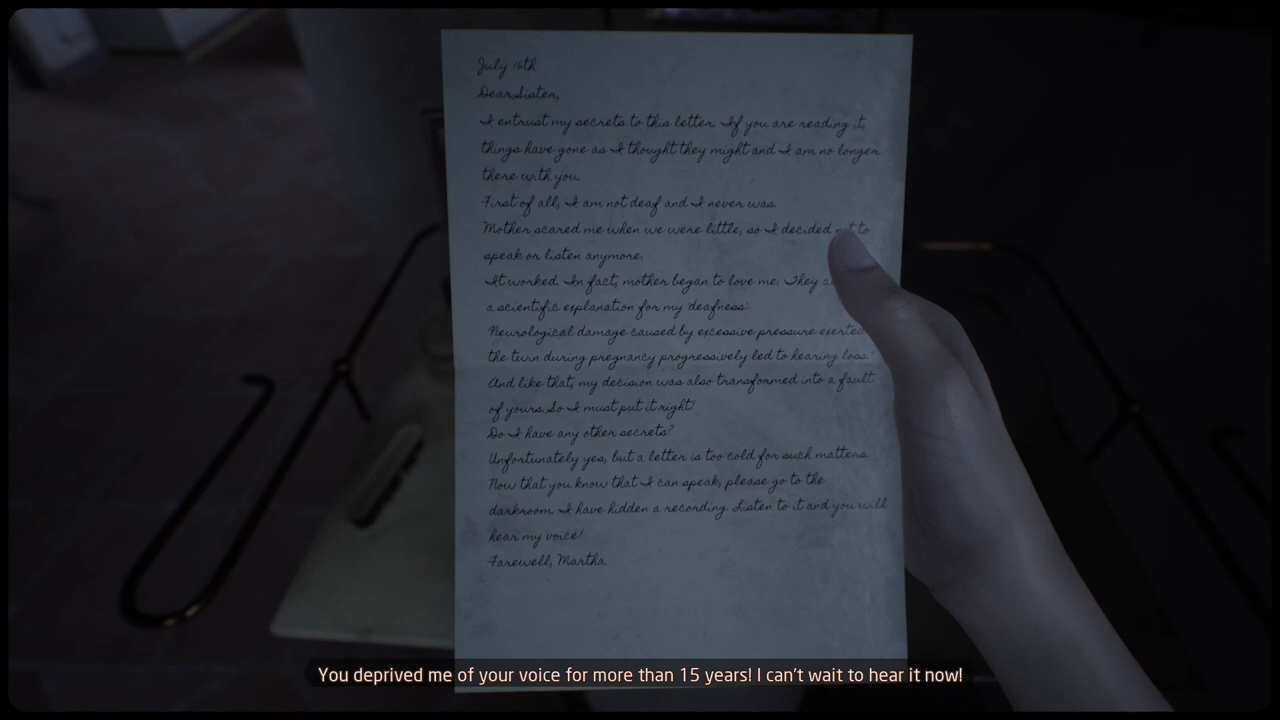 July 16th
Dear Sister,
I entrust my secrets to this letter. If you are reading it,
things have gone as I thought they might and I am no longer
there with you.
First of all, I am not deaf and I never was.
Mother scared me when we were little, so I decided not to
speak or listen anymore.
It worked. In fact, mother began to love me. They
a scientific explanation for my 'deafness':
Neurological damage caused by excessive pressure exerted
the twin during pregnancy progressively led to hearing loss."
And like that, my decision was also transformed into a fault
of yours. So I must put it right!
Do I have any other secrets?
Unfortunately yes, but a letter is too cold for such matters.
Now that you know that I can speak, please go to the
darkroom. I have hidden a recording. Listen to it and you will
hear my voice!
Farewell, Martha.
You deprived me of your voice for more than 15 years! I can't wait to hear it now!